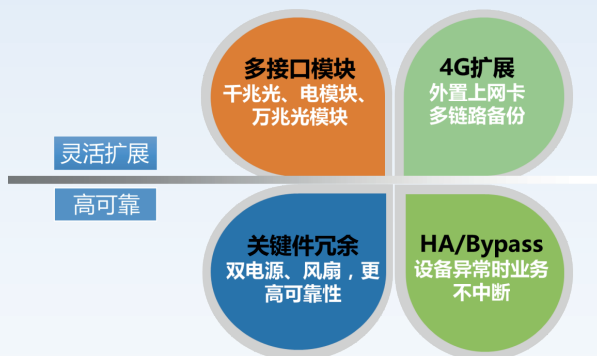 多接口模块
千兆光、电模块、
万兆光模块
4G扩展
外置上网卡
多链路备份
灵活扩展
高可靠
关键件冗余
双电源、风扇，更
高可靠性
HA/Bypass
设备异常时业务
不中断